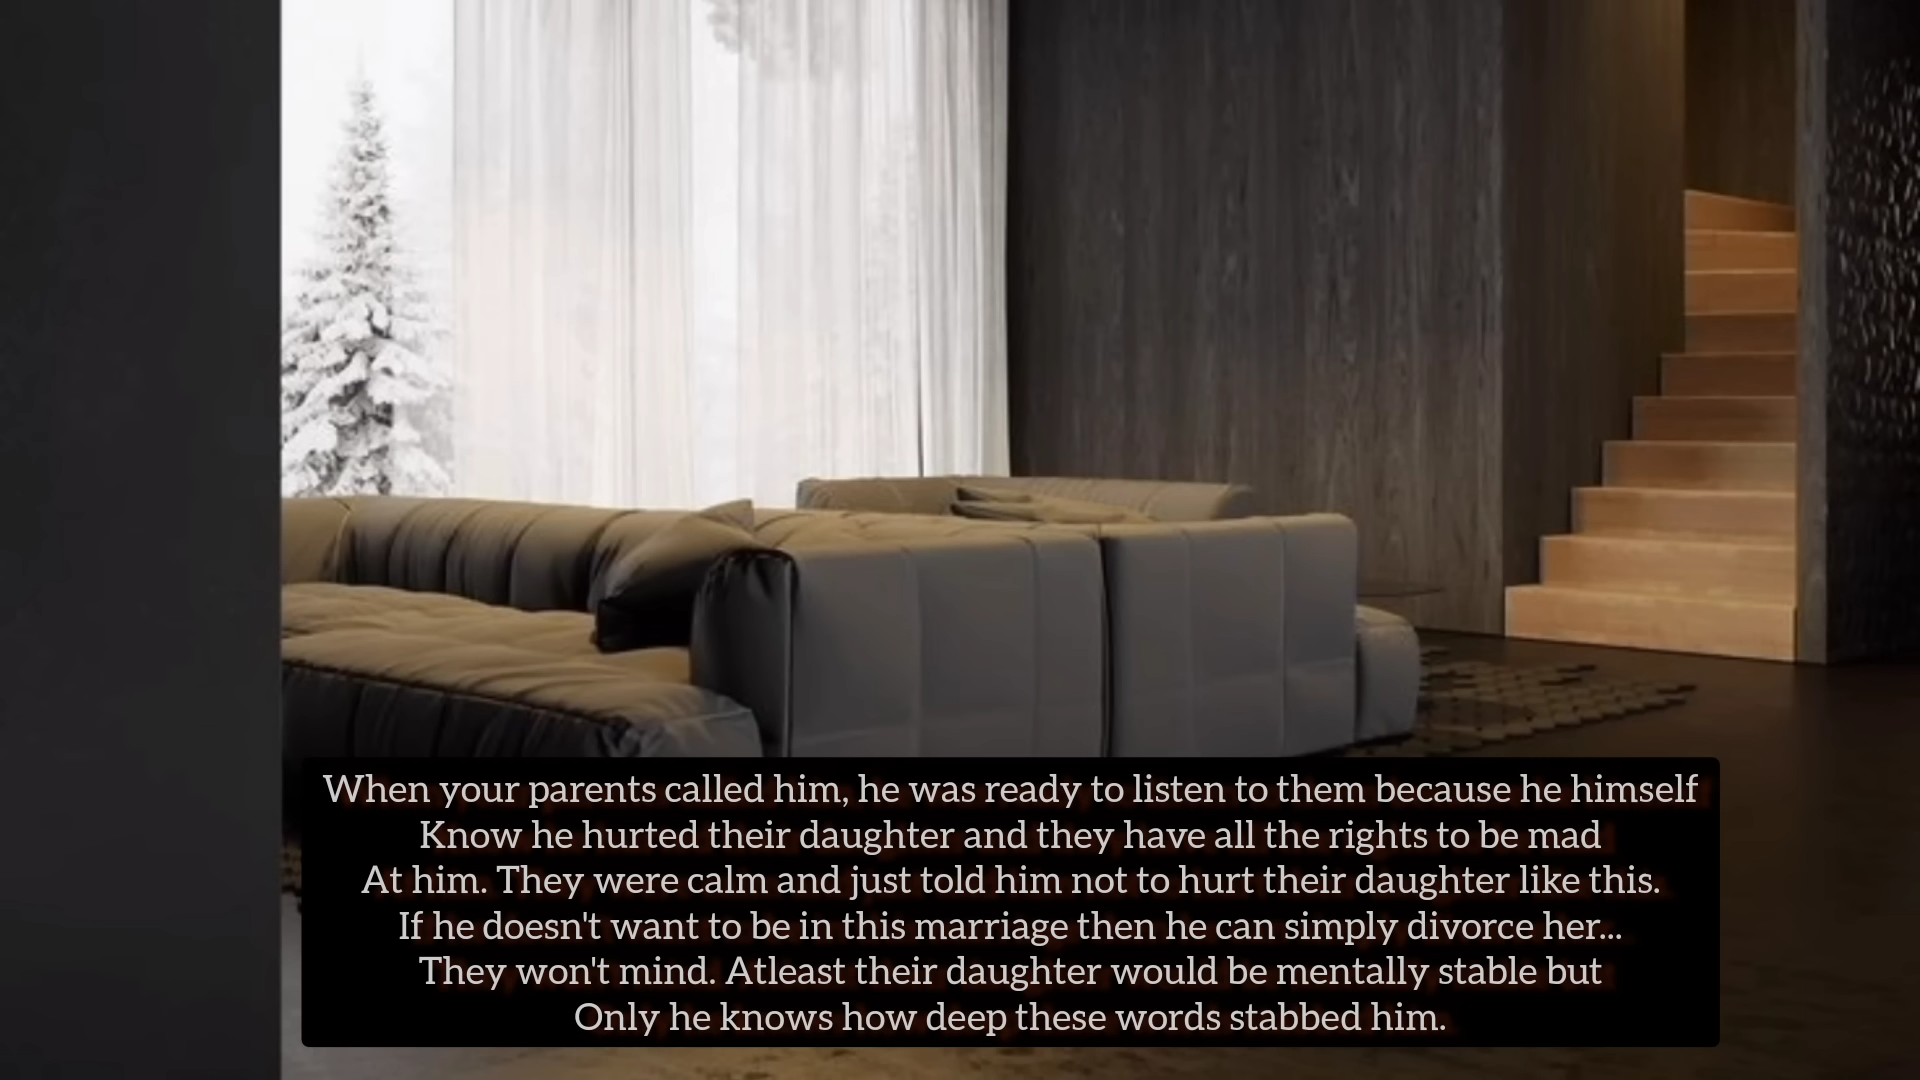 When your parents called him, he was ready to listen to them because he himself
Know he hurted their daughter and they have all the rights to be mad
At him. They were calm and just told him not to hurt their daughter like this.
If he doesn't want to be in this marriage then he can simply divorce her...
They won't mind. Atleast their daughter would be mentally stable but
Only he knows how deep these words stabbed him.